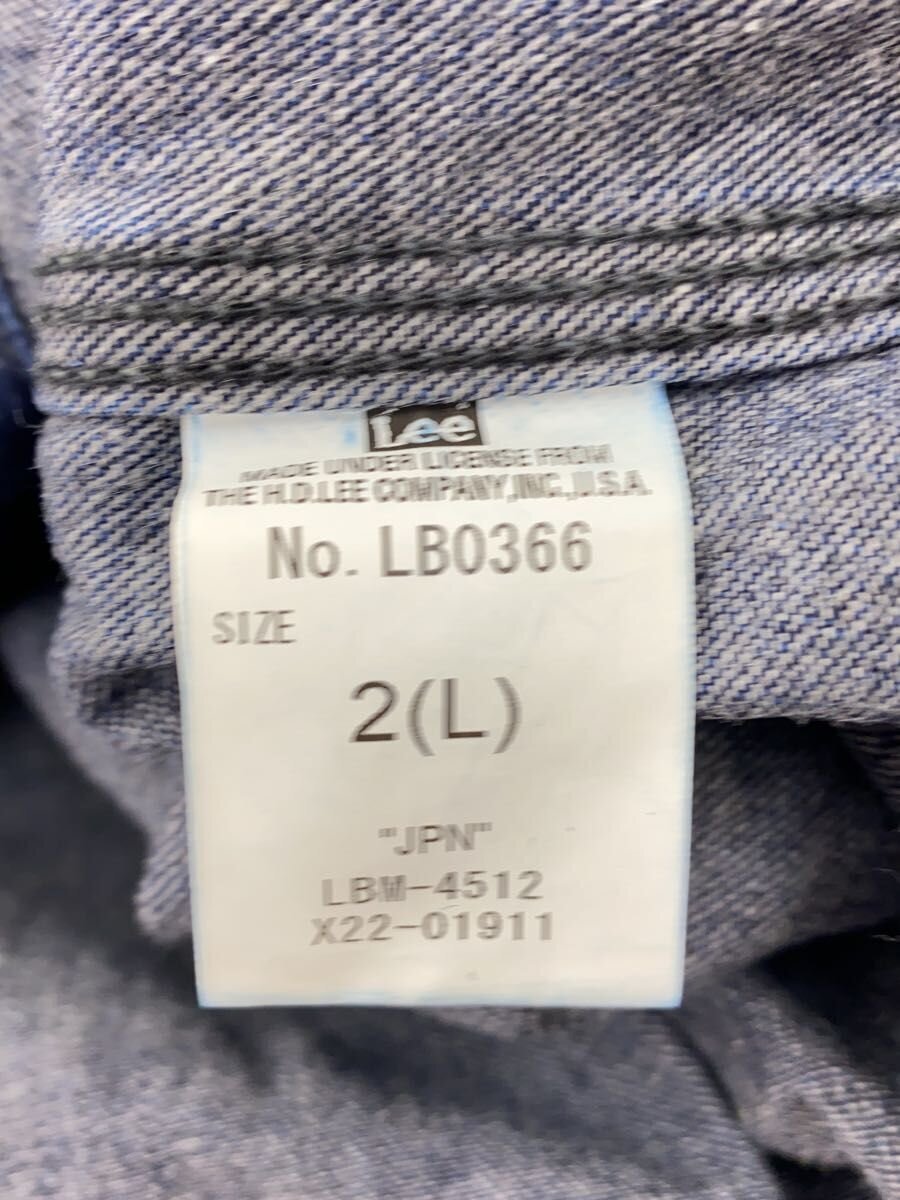 Lee
MADE UNDER LICENSE FROM
THE H.D.LEE COMPANY,INC.,U.S.A.
No. LB0366
SIZE
2(L)
"JPN"
LBM-4512
X22-01911